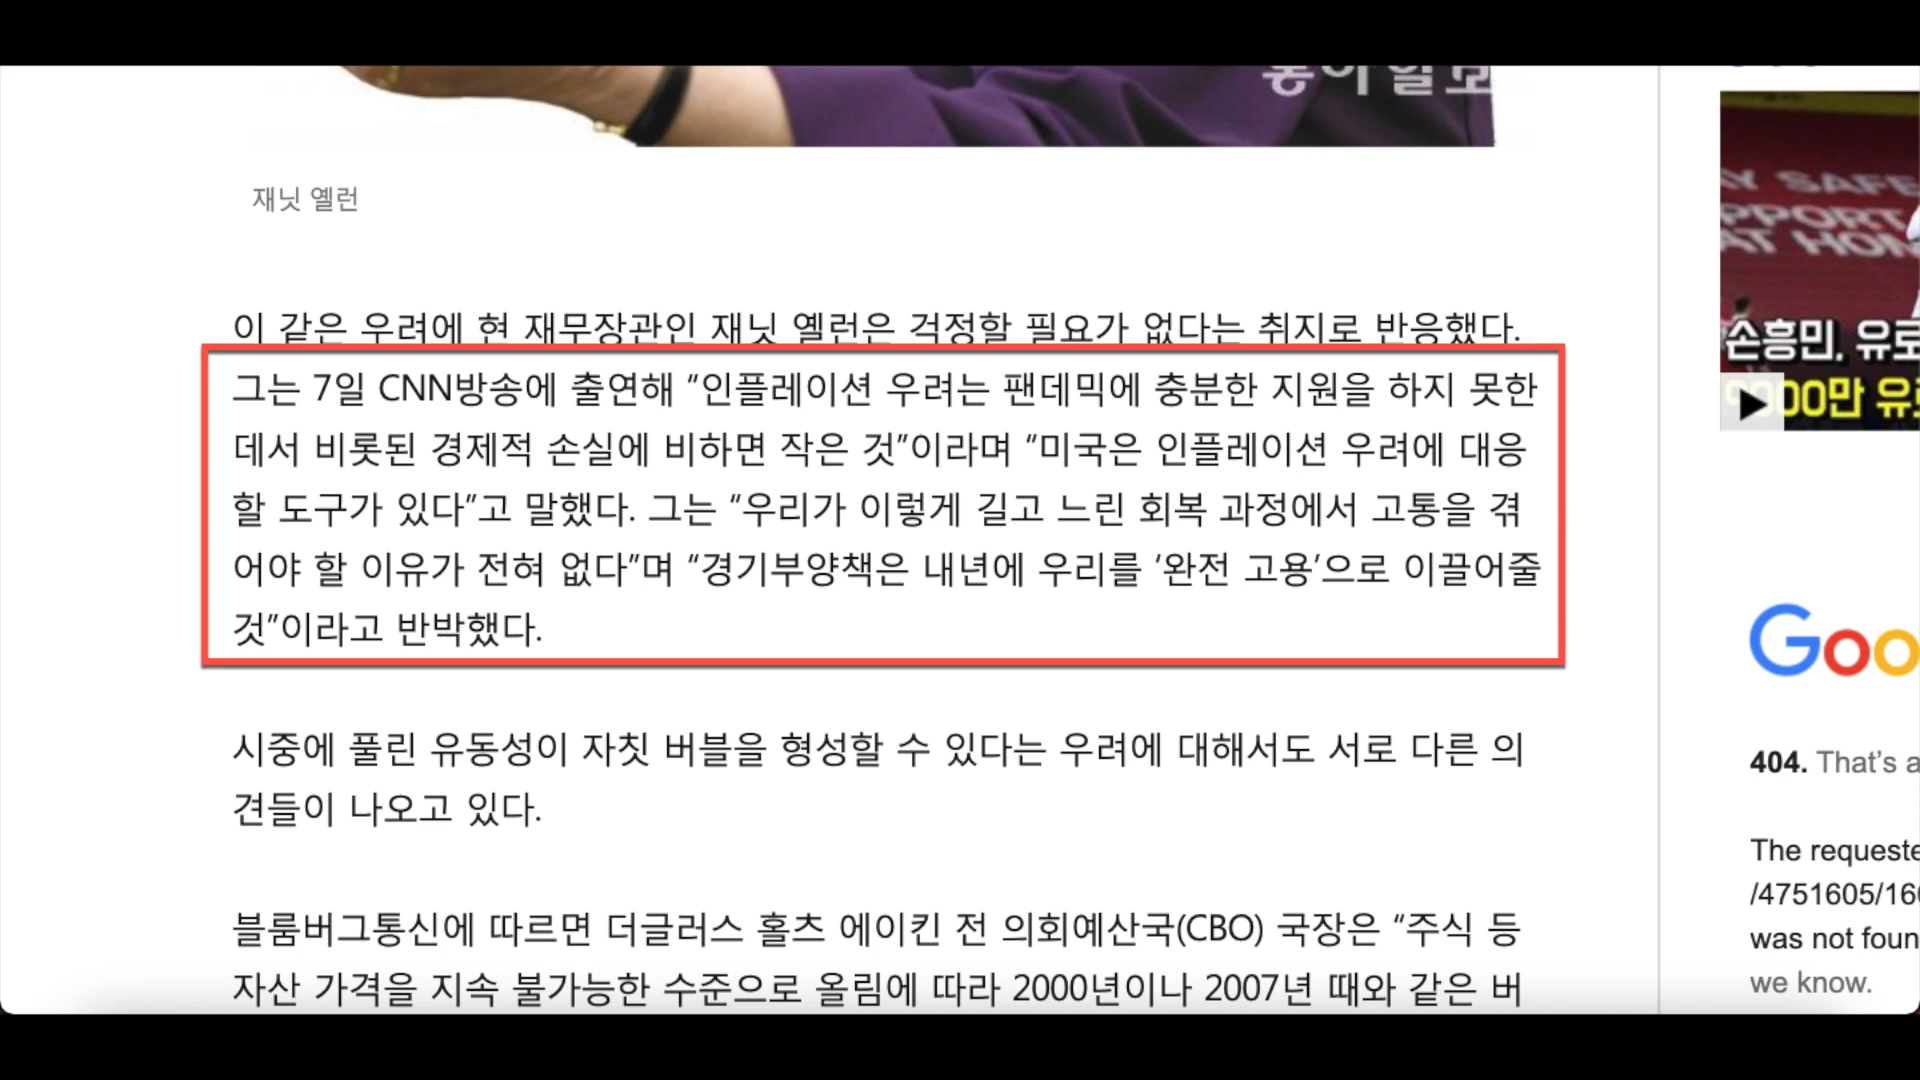 동아일보
재닛 옐런
이 같은 우려에 현 재무장관인 재닛 옐런은 걱정할 필요가 없다는 취지로 반응했다.
그는 7일 CNN방송에 출연해 “인플레이션 우려는 팬데믹에 충분한 지원을 하지 못한
데서 비롯된 경제적 손실에 비하면 작은 것”이라며 “미국은 인플레이션 우려에 대응
할 도구가 있다”고 말했다. 그는 “우리가 이렇게 길고 느린 회복 과정에서 고통을 겪
어야 할 이유가 전혀 없다”며 “경기부양책은 내년에 우리를 ‘완전 고용’으로 이끌어줄
것”이라고 반박했다.
시중에 풀린 유동성이 자칫 버블을 형성할 수 있다는 우려에 대해서도 서로 다른 의
견들이 나오고 있다.
블룸버그통신에 따르면 더글러스 홀츠 에이킨 전 의회예산국(CBO) 국장은 “주식 등
자산 가격을 지속 불가능한 수준으로 올림에 따라 2000년이나 2007년 때와 같은 버
SAFE
PPORT
AT HOM
손흥민, 유로
00만 유
Goo
404. That’s a
The requeste
/4751605/16
was not foun
we know.